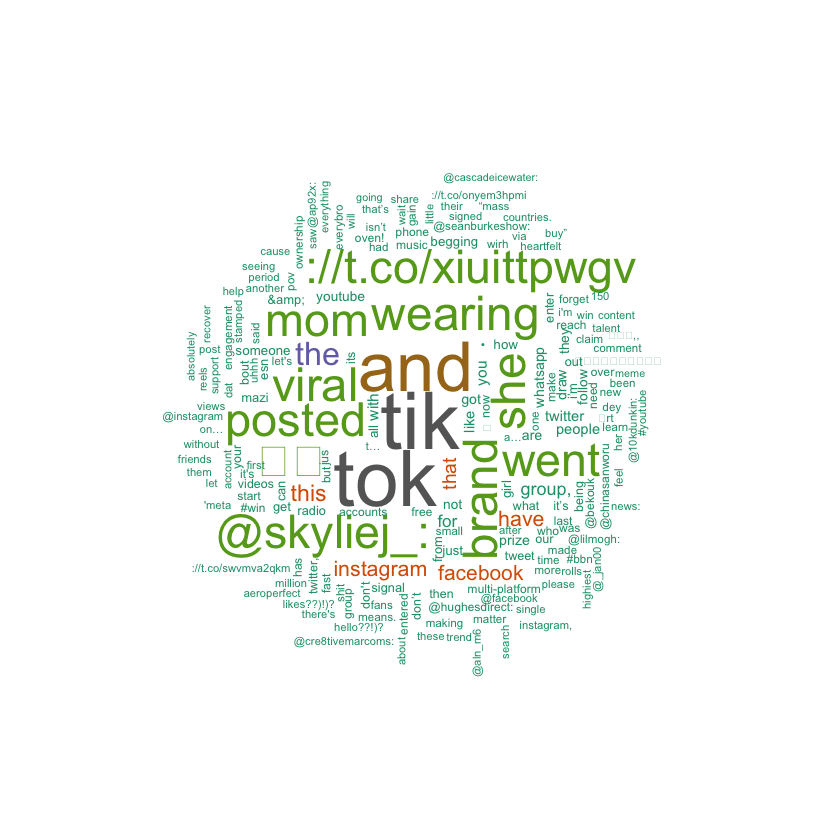 @cascadeicewater:
going
share
://t.co/onyem3hpmi
that's
their
"mass
saw@ap92x:
everything
everybro
will
wait
gain
little
signed
countries.
isn't
phone
@seanburkeshow:
ownership
oven!
had
music
begging
wirh
via
buy"
heartfelt
cause
seeing
period
another
pov
://t.co/xiuittpwgv
help
&amp;
youtube
enter
forget
150
stamped
mom
wearing
i'm
win
content
engagement
said
reach
talent
absolutely
recover
support
post
someone
the
its
•
how
they
claim
comment
reels
uhhh
bout
esn
let's
and
you
she
out
dat
viral
whatsapp
make
draw
i'm
follow
over
meme
need
been
new
views
mazi
all with
like
got
now
one
@instagram
posted
tik
twitter
dey
rt
on…
t…
a…
are
people
learn
@10kdunkin:
#youtube
without
friends
them
your
first
it's
account
jus
but
tok
brand
went
her
feel
let
videos
can
this
that
girl
group,
being
@bekouk
@chinasanworu
'meta
start
#win
get
radio
accounts
free
not
what
it's
news:
@skyliej_:
for
have
last
small
after
who
was
@lilmogh:
from
just
prize
our
tweet
time
made
#bbn
@_jan00
://t.co/swvmva2qkm
has
instagram
facebook
more
rolls
million
twitter,
fast
shit
don't
signal
then
multi-platform
please
highiest
aeroperfect
@facebook
likes??)!)?
group
fans
entered
don't
@hughesdirect:
single
there's
means.
making
matter
instagram,
hello??!)?
about
these
trend
@cre8tivemarcoms:
@aln_m6
search